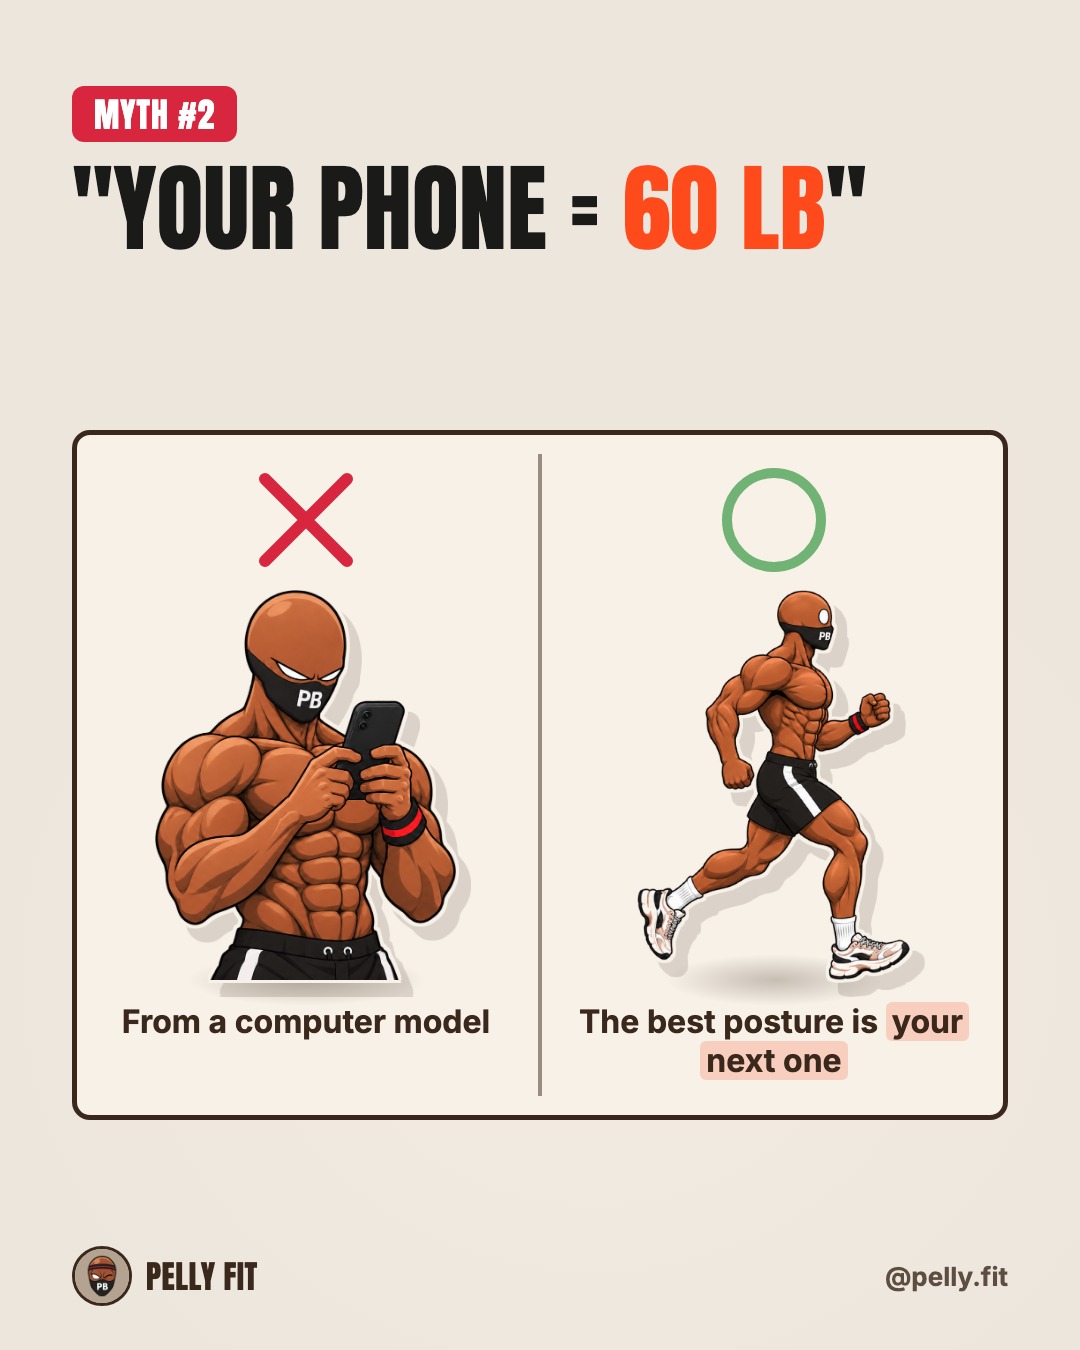 MYTH #2
"YOUR PHONE = 60 LB"
PB
PB
From a computer model
The best posture is your
next one
PB
PELLY FIT
@pelly.fit